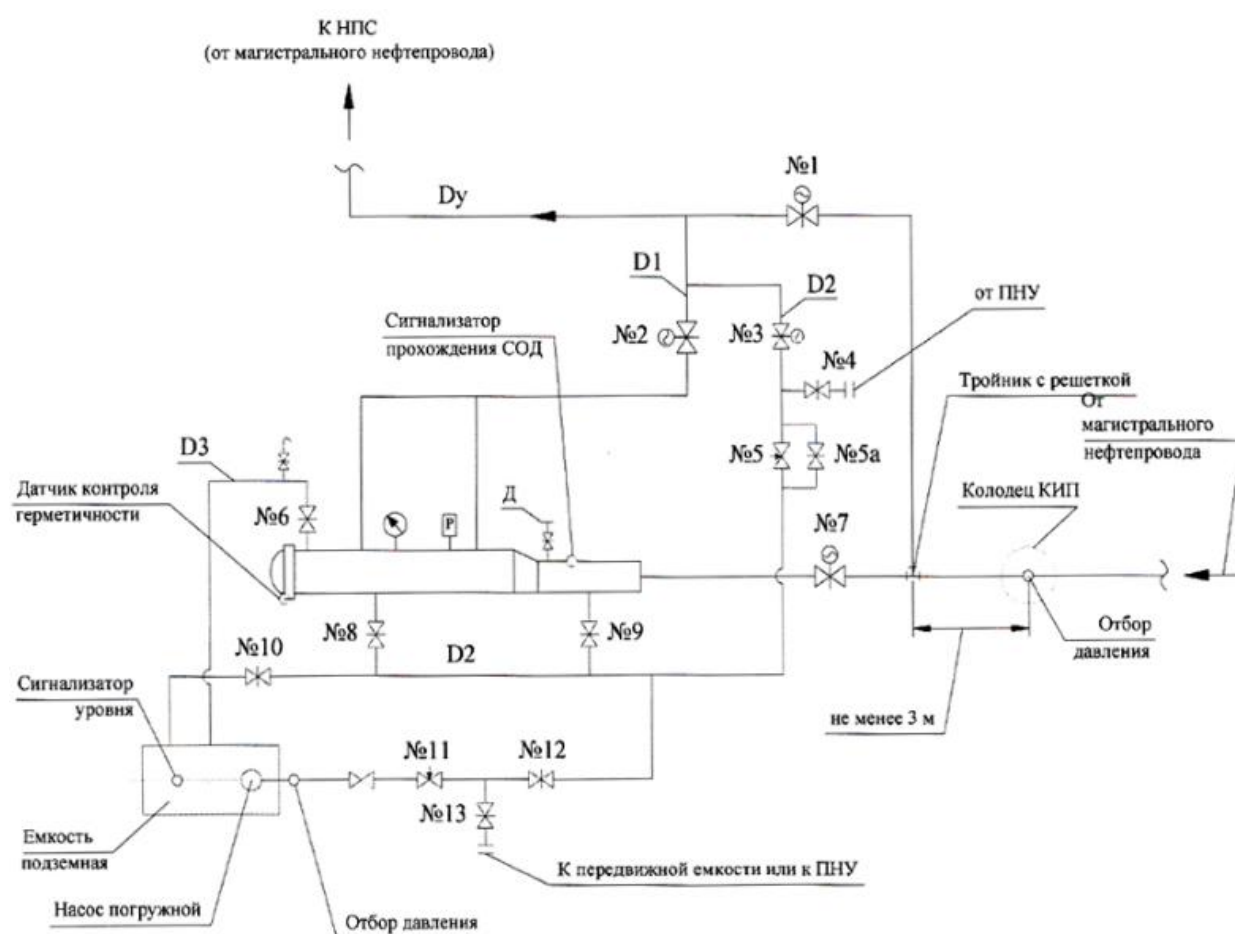 К НПС
(от магистрального нефтепровода)
№1
Dу
D1
D2
от ПНУ
Сигнализатор
прохождения СОД
№2
№3
№4
Тройник с решеткой
От
магистрального
нефтепровода
D3
№5
№5а
Колодец КИП
Датчик контроля
герметичности
№6
Д
P
№7
№8
№9
№10
D2
Отбор
давления
Сигнализатор
уровня
не менее 3 м
№11
№12
№13
Емкость
подземная
К передвижной емкости или к ПНУ
Насос погружной
Отбор давления